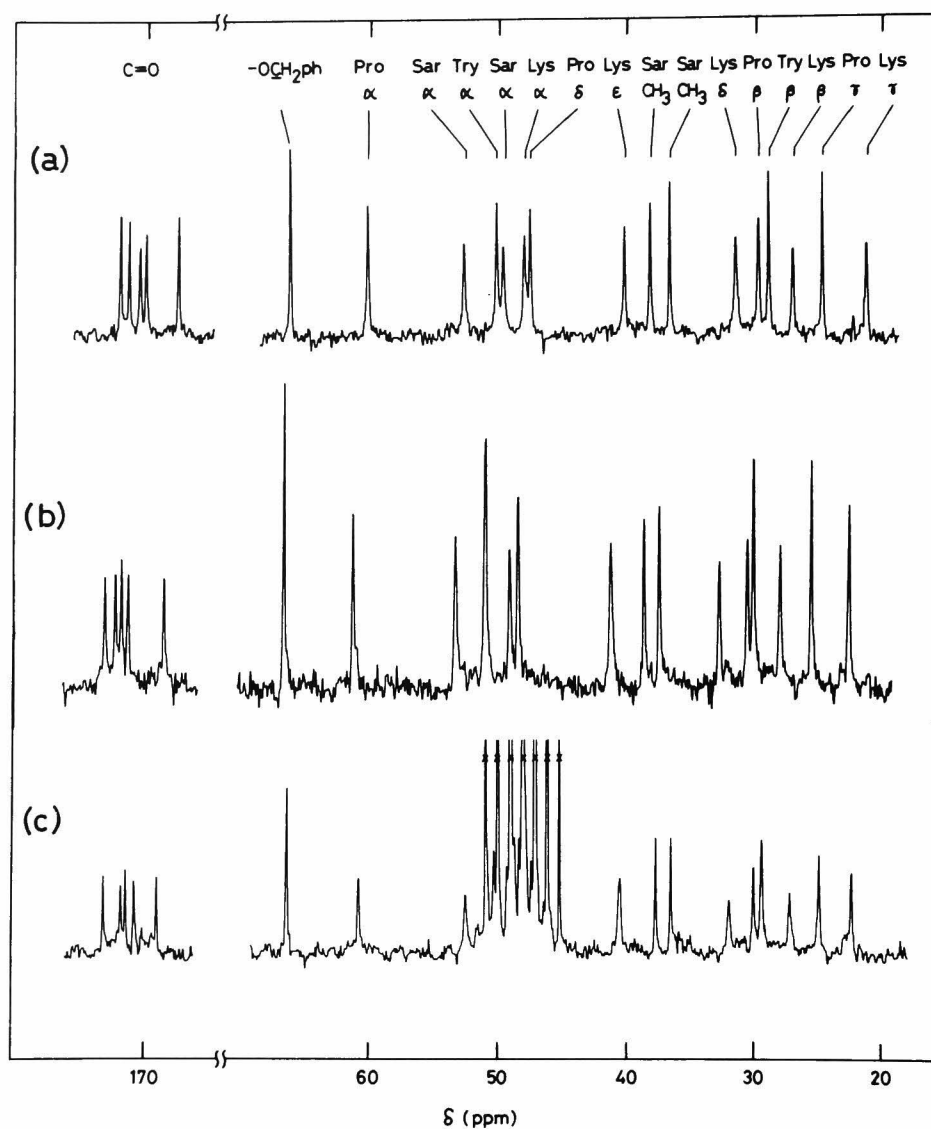 C=O -OCH₂ph Pro Sar Try Sar Lys Pro Lys Sar Sar Lys Pro Try Lys Pro Lys
α α α α α δ ε CH₃ CH₃ δ β β β γ γ
(a)
(b)
(c)
x x x x x x x
170 60 50 40 30 20
δ (ppm)